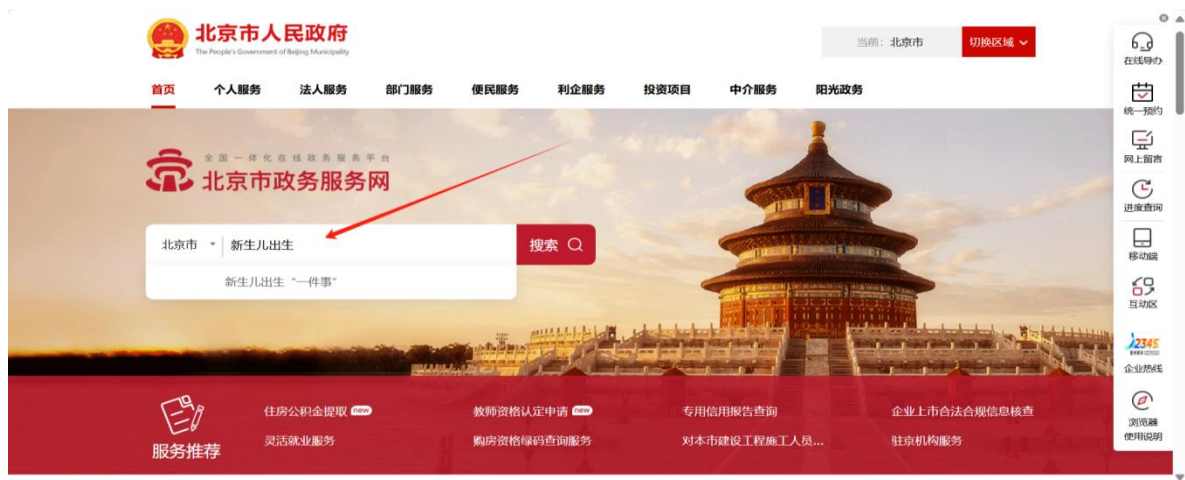 北京市人民政府
The People's Government of Beijing Municipality
当前: 北京市
切换区域
首页 个人服务 法人服务 部门服务 便民服务 利企服务 投资项目 中介服务 阳光政务
全国一体化在线政务服务平台
北京市政务服务网
北京市 新生儿出生 搜索
新生儿出生“一件事”
服务推荐
住房公积金提取 new 教师资格认定申请 new 专用信用报告查询 企业上市合法合规信息核查
灵活就业服务 购房资格绿码查询服务 对本市建设工程施工人员... 驻京机构服务
在线导办
统一预约
网上留言
进度查询
移动端
互动区
12345
企业热线
浏览器
使用说明